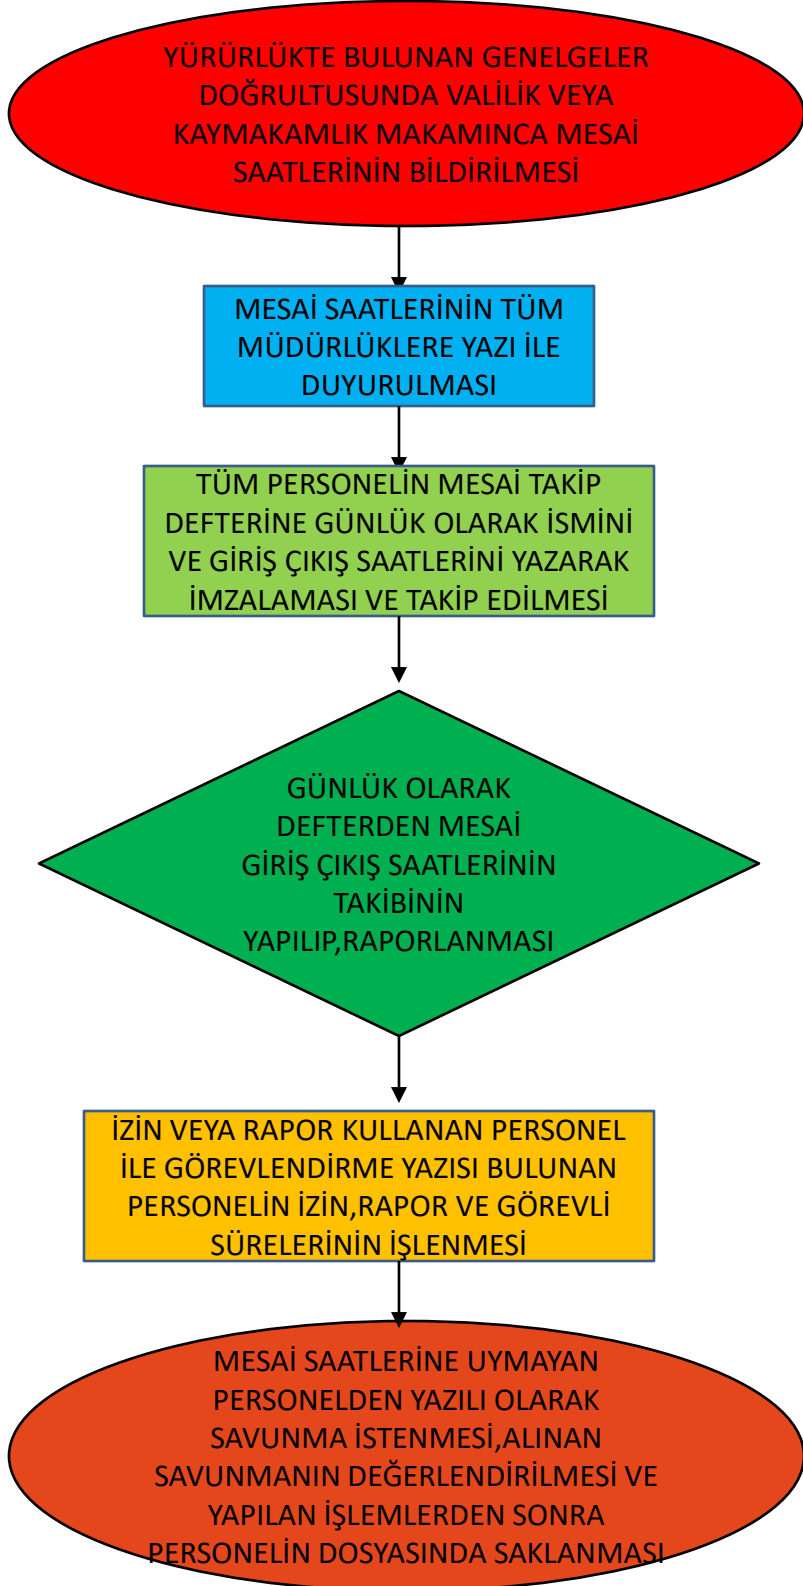 YÜRÜRLÜKTE BULUNAN GENELGELER
DOĞRULTUSUNDA VALİLİK VEYA
KAYMAKAMLIK MAKAMINCA MESAİ
SAATLERİNİN BİLDİRİLMESİ
MESAİ SAATLERİNİN TÜM
MÜDÜRLÜKLERE YAZI İLE
DUYURULMASI
TÜM PERSONELİN MESAİ TAKİP
DEFTERİNE GÜNLÜK OLARAK İSMİNİ
VE GİRİŞ ÇIKIŞ SAATLERİNİ YAZARAK
İMZALAMASI VE TAKİP EDİLMESİ
GÜNLÜK OLARAK
DEFTERDEN MESAİ
GİRİŞ ÇIKIŞ SAATLERİNİN
TAKİBİNİN
YAPILIP,RAPORLANMASI
İZİN VEYA RAPOR KULLANAN PERSONEL
İLE GÖREVLENDİRME YAZISI BULUNAN
PERSONELİN İZİN,RAPOR VE GÖREVLİ
SÜRELERİNİN İŞLENMESİ
MESAİ SAATLERİNE UYMAYAN
PERSONELDEN YAZILI OLARAK
SAVUNMA İSTENMESİ,ALINAN
SAVUNMANIN DEĞERLENDİRİLMESİ VE
YAPILAN İŞLEMLERDEN SONRA
PERSONELİN DOSYASINDA SAKLANMASI